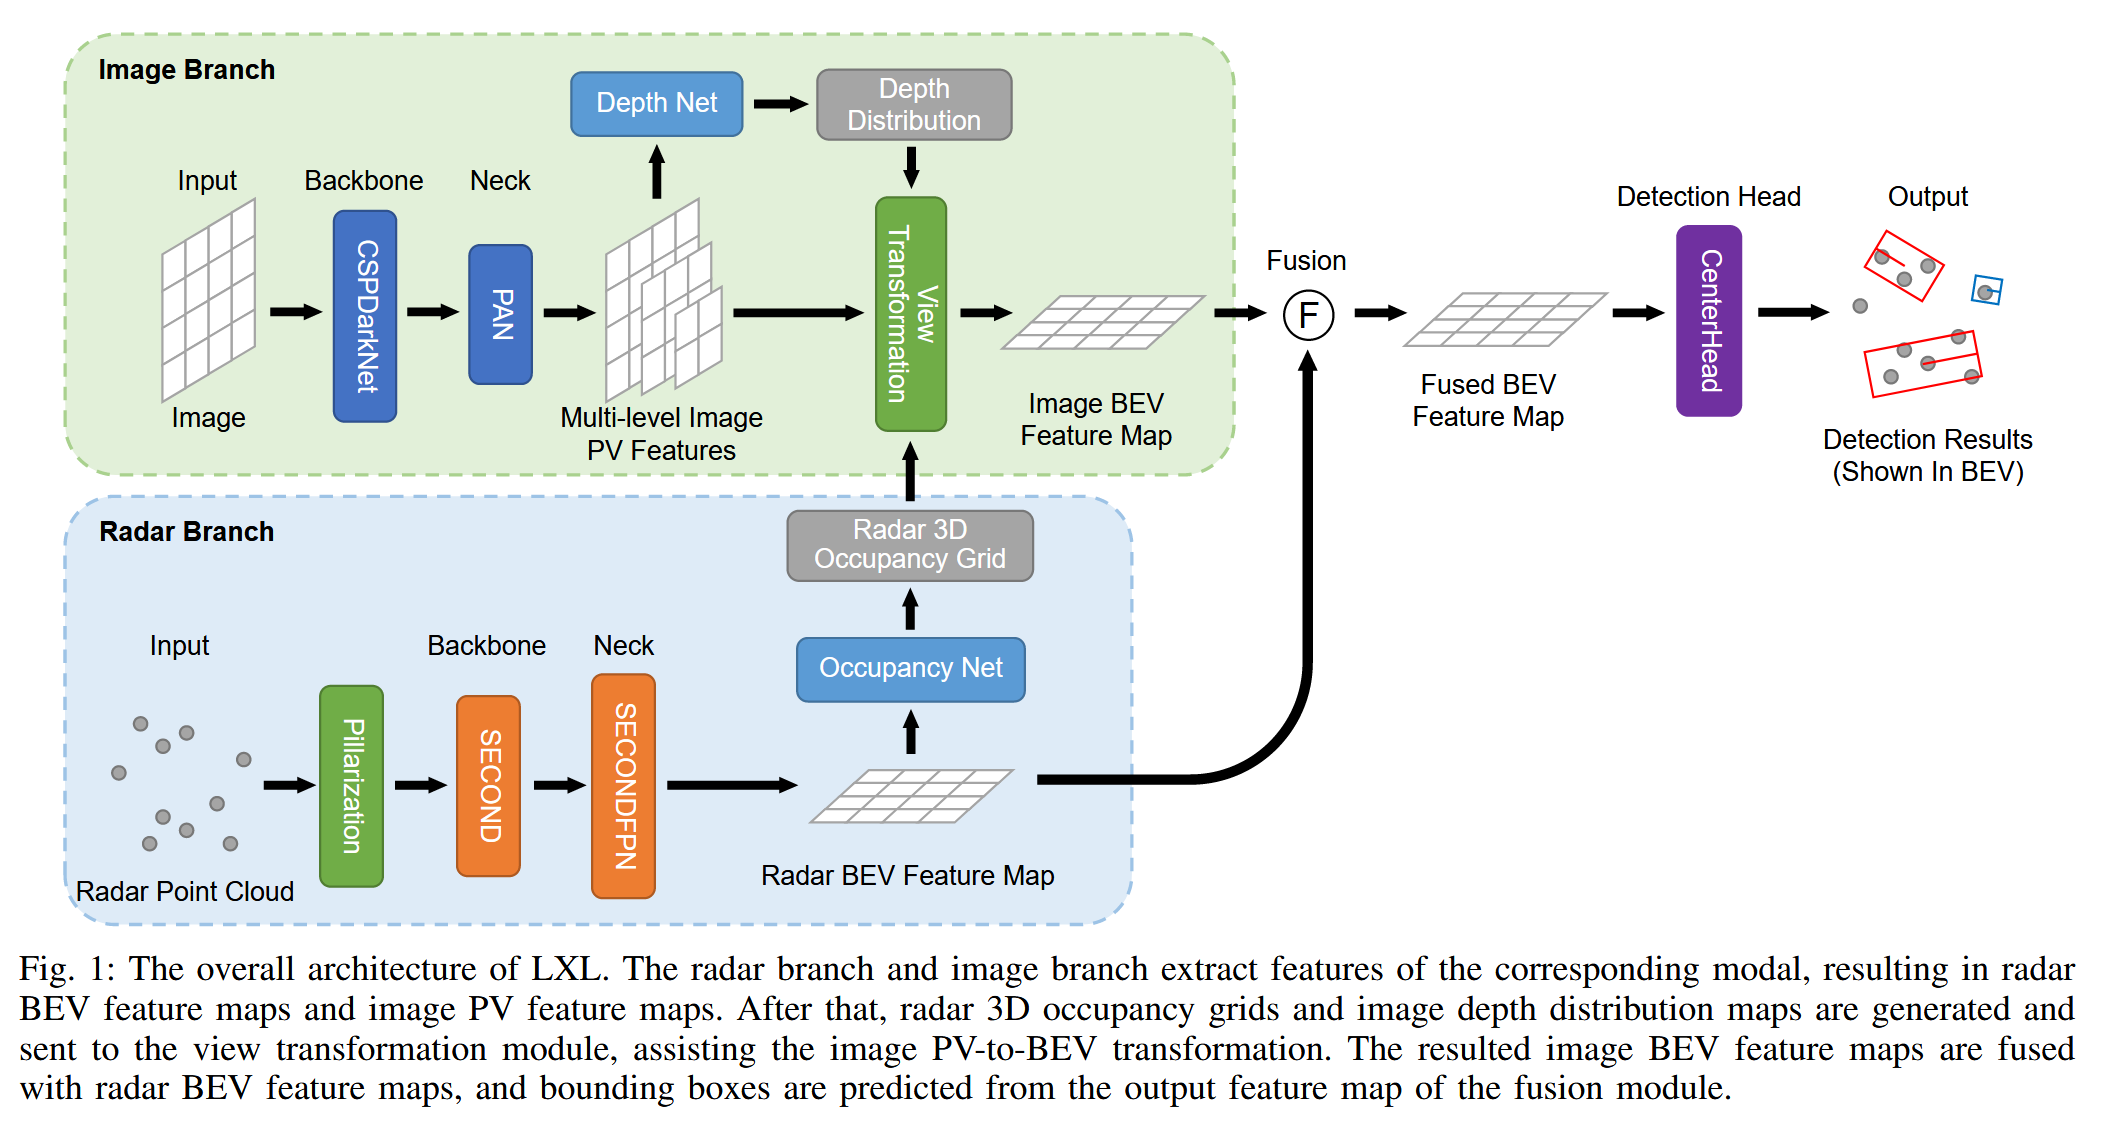 Image Branch
Depth Net
Depth
Distribution
Input
Backbone
Neck
CSPDarkNet
PAN
View
Transformation
Image
Multi-level Image
PV Features
Image BEV
Feature Map
Fusion
F
Fused BEV
Feature Map
Detection Head
CenterHead
Output
Detection Results
(Shown In BEV)
Radar Branch
Radar 3D
Occupancy Grid
Occupancy Net
Input
Backbone
Neck
Pillarization
SECOND
SECONDFPN
Radar Point Cloud
Radar BEV Feature Map
Fig. 1: The overall architecture of LXL. The radar branch and image branch extract features of the corresponding modal, resulting in radar
BEV feature maps and image PV feature maps. After that, radar 3D occupancy grids and image depth distribution maps are generated and
sent to the view transformation module, assisting the image PV-to-BEV transformation. The resulted image BEV feature maps are fused
with radar BEV feature maps, and bounding boxes are predicted from the output feature map of the fusion module.